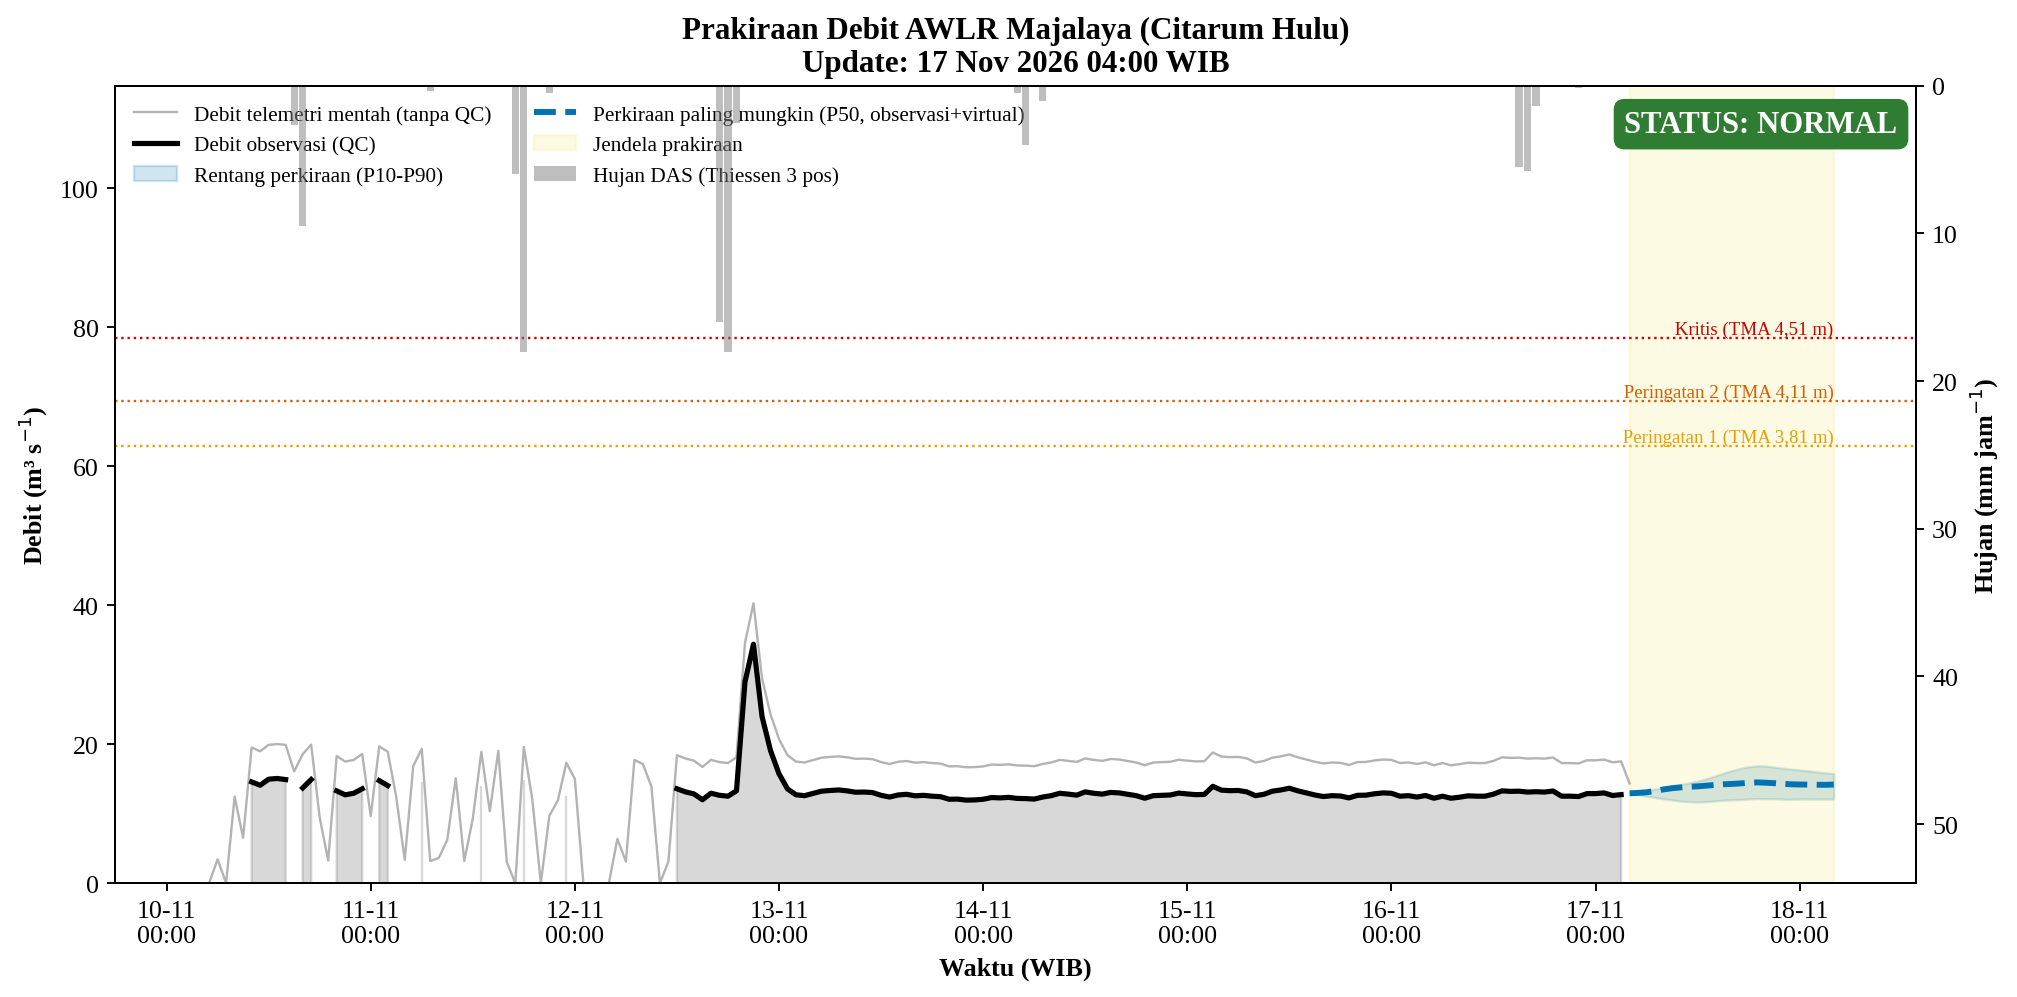 Prakiraan Debit AWLR Majalaya (Citarum Hulu)
Update: 17 Nov 2026 04:00 WIB
Debit telemetri mentah (tanpa QC)
Debit observasi (QC)
Rentang perkiraan (P10-P90)
Perkiraan paling mungkin (P50, observasi+virtual)
Jendela prakiraan
Hujan DAS (Thiessen 3 pos)
STATUS: NORMAL
Kritis (TMA 4,51 m)
Peringatan 2 (TMA 4,11 m)
Peringatan 1 (TMA 3,81 m)
Debit (m³ s⁻¹)
100
80
60
40
20
0
Hujan (mm jam⁻¹)
0
10
20
30
40
50
10-11
00:00
11-11
00:00
12-11
00:00
13-11
00:00
14-11
00:00
15-11
00:00
16-11
00:00
17-11
00:00
18-11
00:00
Waktu (WIB)